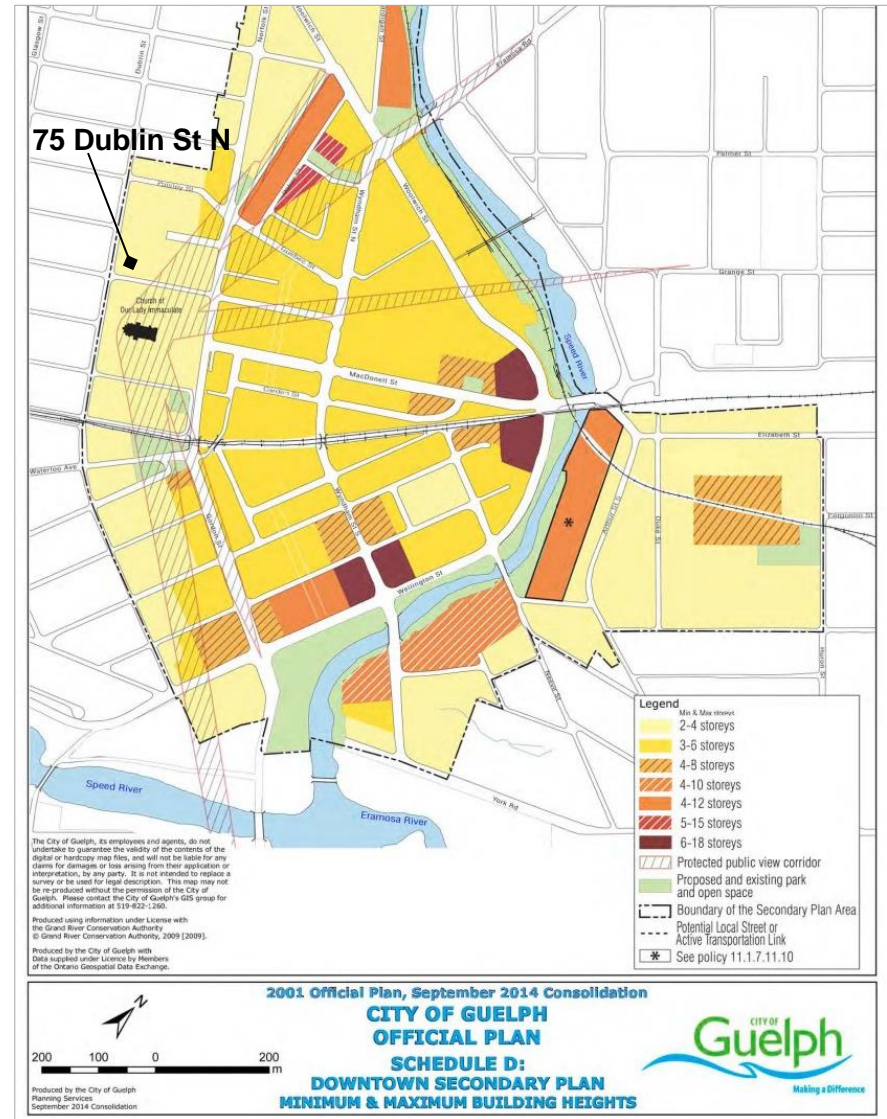 Glasgow St
Dublin St
Norfolk St
Woolwich St
Eramosa Rd
75 Dublin St N
Palmer St
Paisley St
Woolwich St
Wyndham St N
Quebec St
Grange St
Church of
Our Lady Immaculate
Speed River
MacDonell St
Garden St
Elizabeth St
Waterloo Ave
Wyndham St S
Gordon St
Arthur St S
Duke St
Ferguson St
*
Wellington St
Huron St
Neeve St
York Rd
Speed River
Eramosa River
Legend
Min & Max storeys
2-4 storeys
3-6 storeys
4-8 storeys
4-10 storeys
4-12 storeys
5-15 storeys
6-18 storeys
Protected public view corridor
Proposed and existing park
and open space
Boundary of the Secondary Plan Area
Potential Local Street or
Active Transportation Link
* See policy 11.1.7.11.10
The City of Guelph, its employees and agents, do not
undertake to guarantee the validity of the contents of the
digital or hardcopy map files, and will not be liable for any
claims for damages or loss arising from their application or
interpretation, by any party. It is not intended to replace a
survey or be used for legal description. This map may not
be re-produced without the permission of the City of
Guelph. Please contact the City of Guelph's GIS group for
additional information at 519-822-1260.
Produced using information under License with
the Grand River Conservation Authority
© Grand River Conservation Authority, 2009 [2009].
Produced by the City of Guelph with
Data supplied under Licence by Members
of the Ontario Geospatial Data Exchange.
2001 Official Plan, September 2014 Consolidation
CITY OF GUELPH
OFFICIAL PLAN
SCHEDULE D:
DOWNTOWN SECONDARY PLAN
MINIMUM & MAXIMUM BUILDING HEIGHTS
N
200 100 0 200
m
Produced by the City of Guelph
Planning Services
September 2014 Consolidation
CITY OF
Guelph
Making a Difference